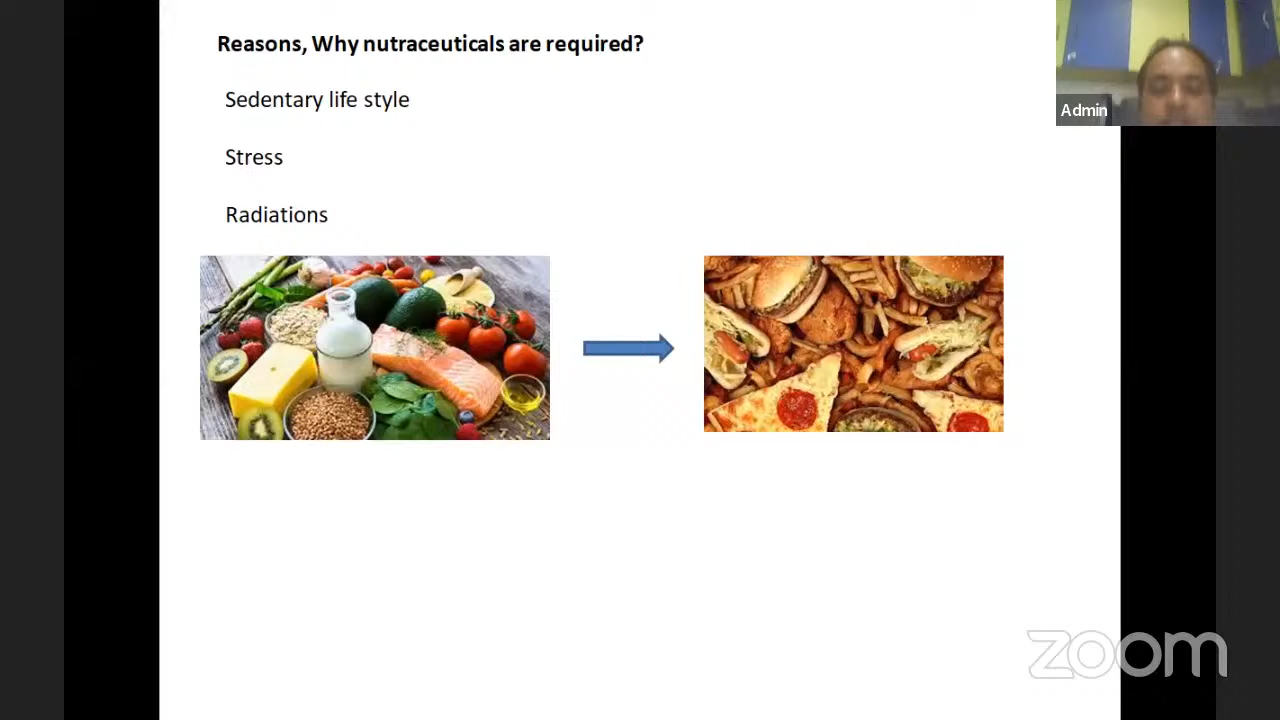 Reasons, Why nutraceuticals are required?
Admin
Sedentary life style
Stress
Radiations
zoom